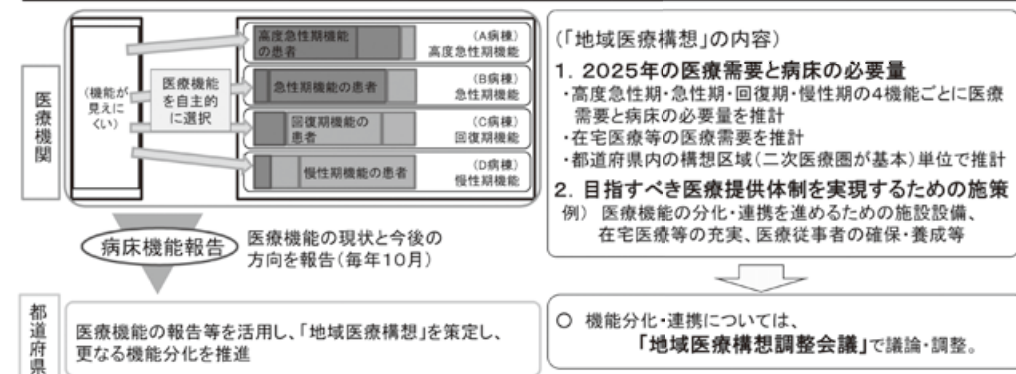 医療機関
(機能が
見えに
くい)
医療機能
を自主的
に選択
高度急性期機能
の患者
(A病棟)
高度急性期機能
急性期機能の患者
(B病棟)
急性期機能
回復期機能の
患者
(C病棟)
回復期機能
慢性期機能の患者
(D病棟)
慢性期機能
病床機能報告
医療機能の現状と今後の
方向を報告(毎年10月)
都道府県
医療機能の報告等を活用し、「地域医療構想」を策定し、
更なる機能分化を推進
(「地域医療構想」の内容)
1. 2025年の医療需要と病床の必要量
・高度急性期・急性期・回復期・慢性期の4機能ごとに医療
需要と病床の必要量を推計
・在宅医療等の医療需要を推計
・都道府県内の構想区域(二次医療圏が基本)単位で推計
2. 目指すべき医療提供体制を実現するための施策
例) 医療機能の分化・連携を進めるための施設設備、
在宅医療等の充実、医療従事者の確保・養成等
○ 機能分化・連携については、
「地域医療構想調整会議」で議論・調整。